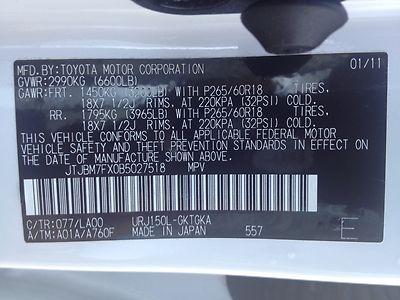 MFD.BY:TOYOTA MOTOR CORPORATION 01/11
GVWR:2990KG (6600LB)
GAWR:FRT. 1450KG (3200LB) WITH P265/60R18 TIRES,
18X7 1/2J RIMS, AT 220KPA (32PSI) COLD.
RR. 1795KG (3965LB) WITH P265/60R18 TIRES,
18X7 1/2J RIMS, AT 220KPA (32PSI) COLD.
THIS VEHICLE CONFORMS TO ALL APPLICABLE FEDERAL MOTOR
VEHICLE SAFETY AND THEFT PREVENTION STANDARDS IN EFFECT ON
THE DATE OF MANUFACTURE SHOWN ABOVE.
JTJBM7FX0B5027518 MPV
C/TR:077/LA00 URJ150L-GKTGKA
A/TM:A01A/A760F MADE IN JAPAN 557 E